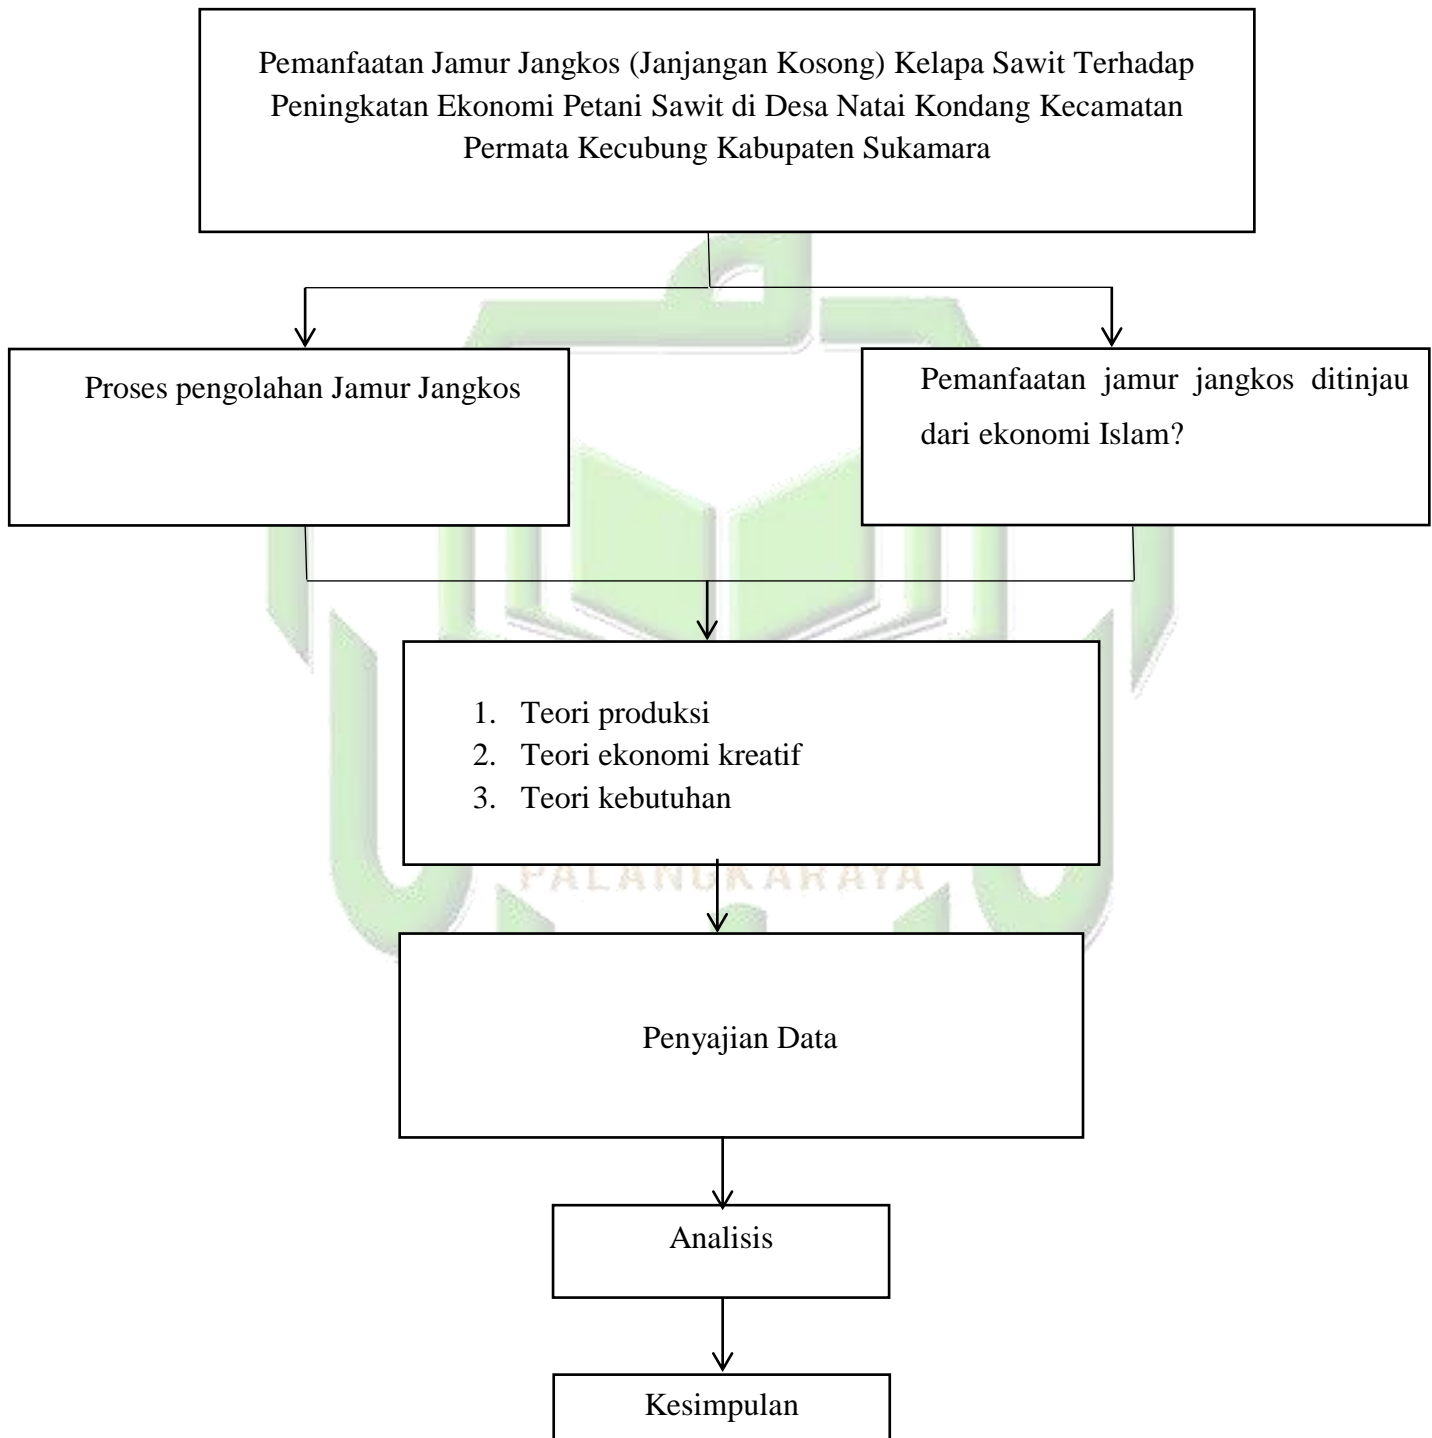 Pemanfaatan Jamur Jangkos (Janjangan Kosong) Kelapa Sawit Terhadap
Peningkatan Ekonomi Petani Sawit di Desa Natai Kondang Kecamatan
Permata Kecubung Kabupaten Sukamara
Proses pengolahan Jamur Jangkos
Pemanfaatan jamur jangkos ditinjau
dari ekonomi Islam?
1. Teori produksi
2. Teori ekonomi kreatif
3. Teori kebutuhan
PALANGKARAYA
Penyajian Data
Analisis
Kesimpulan